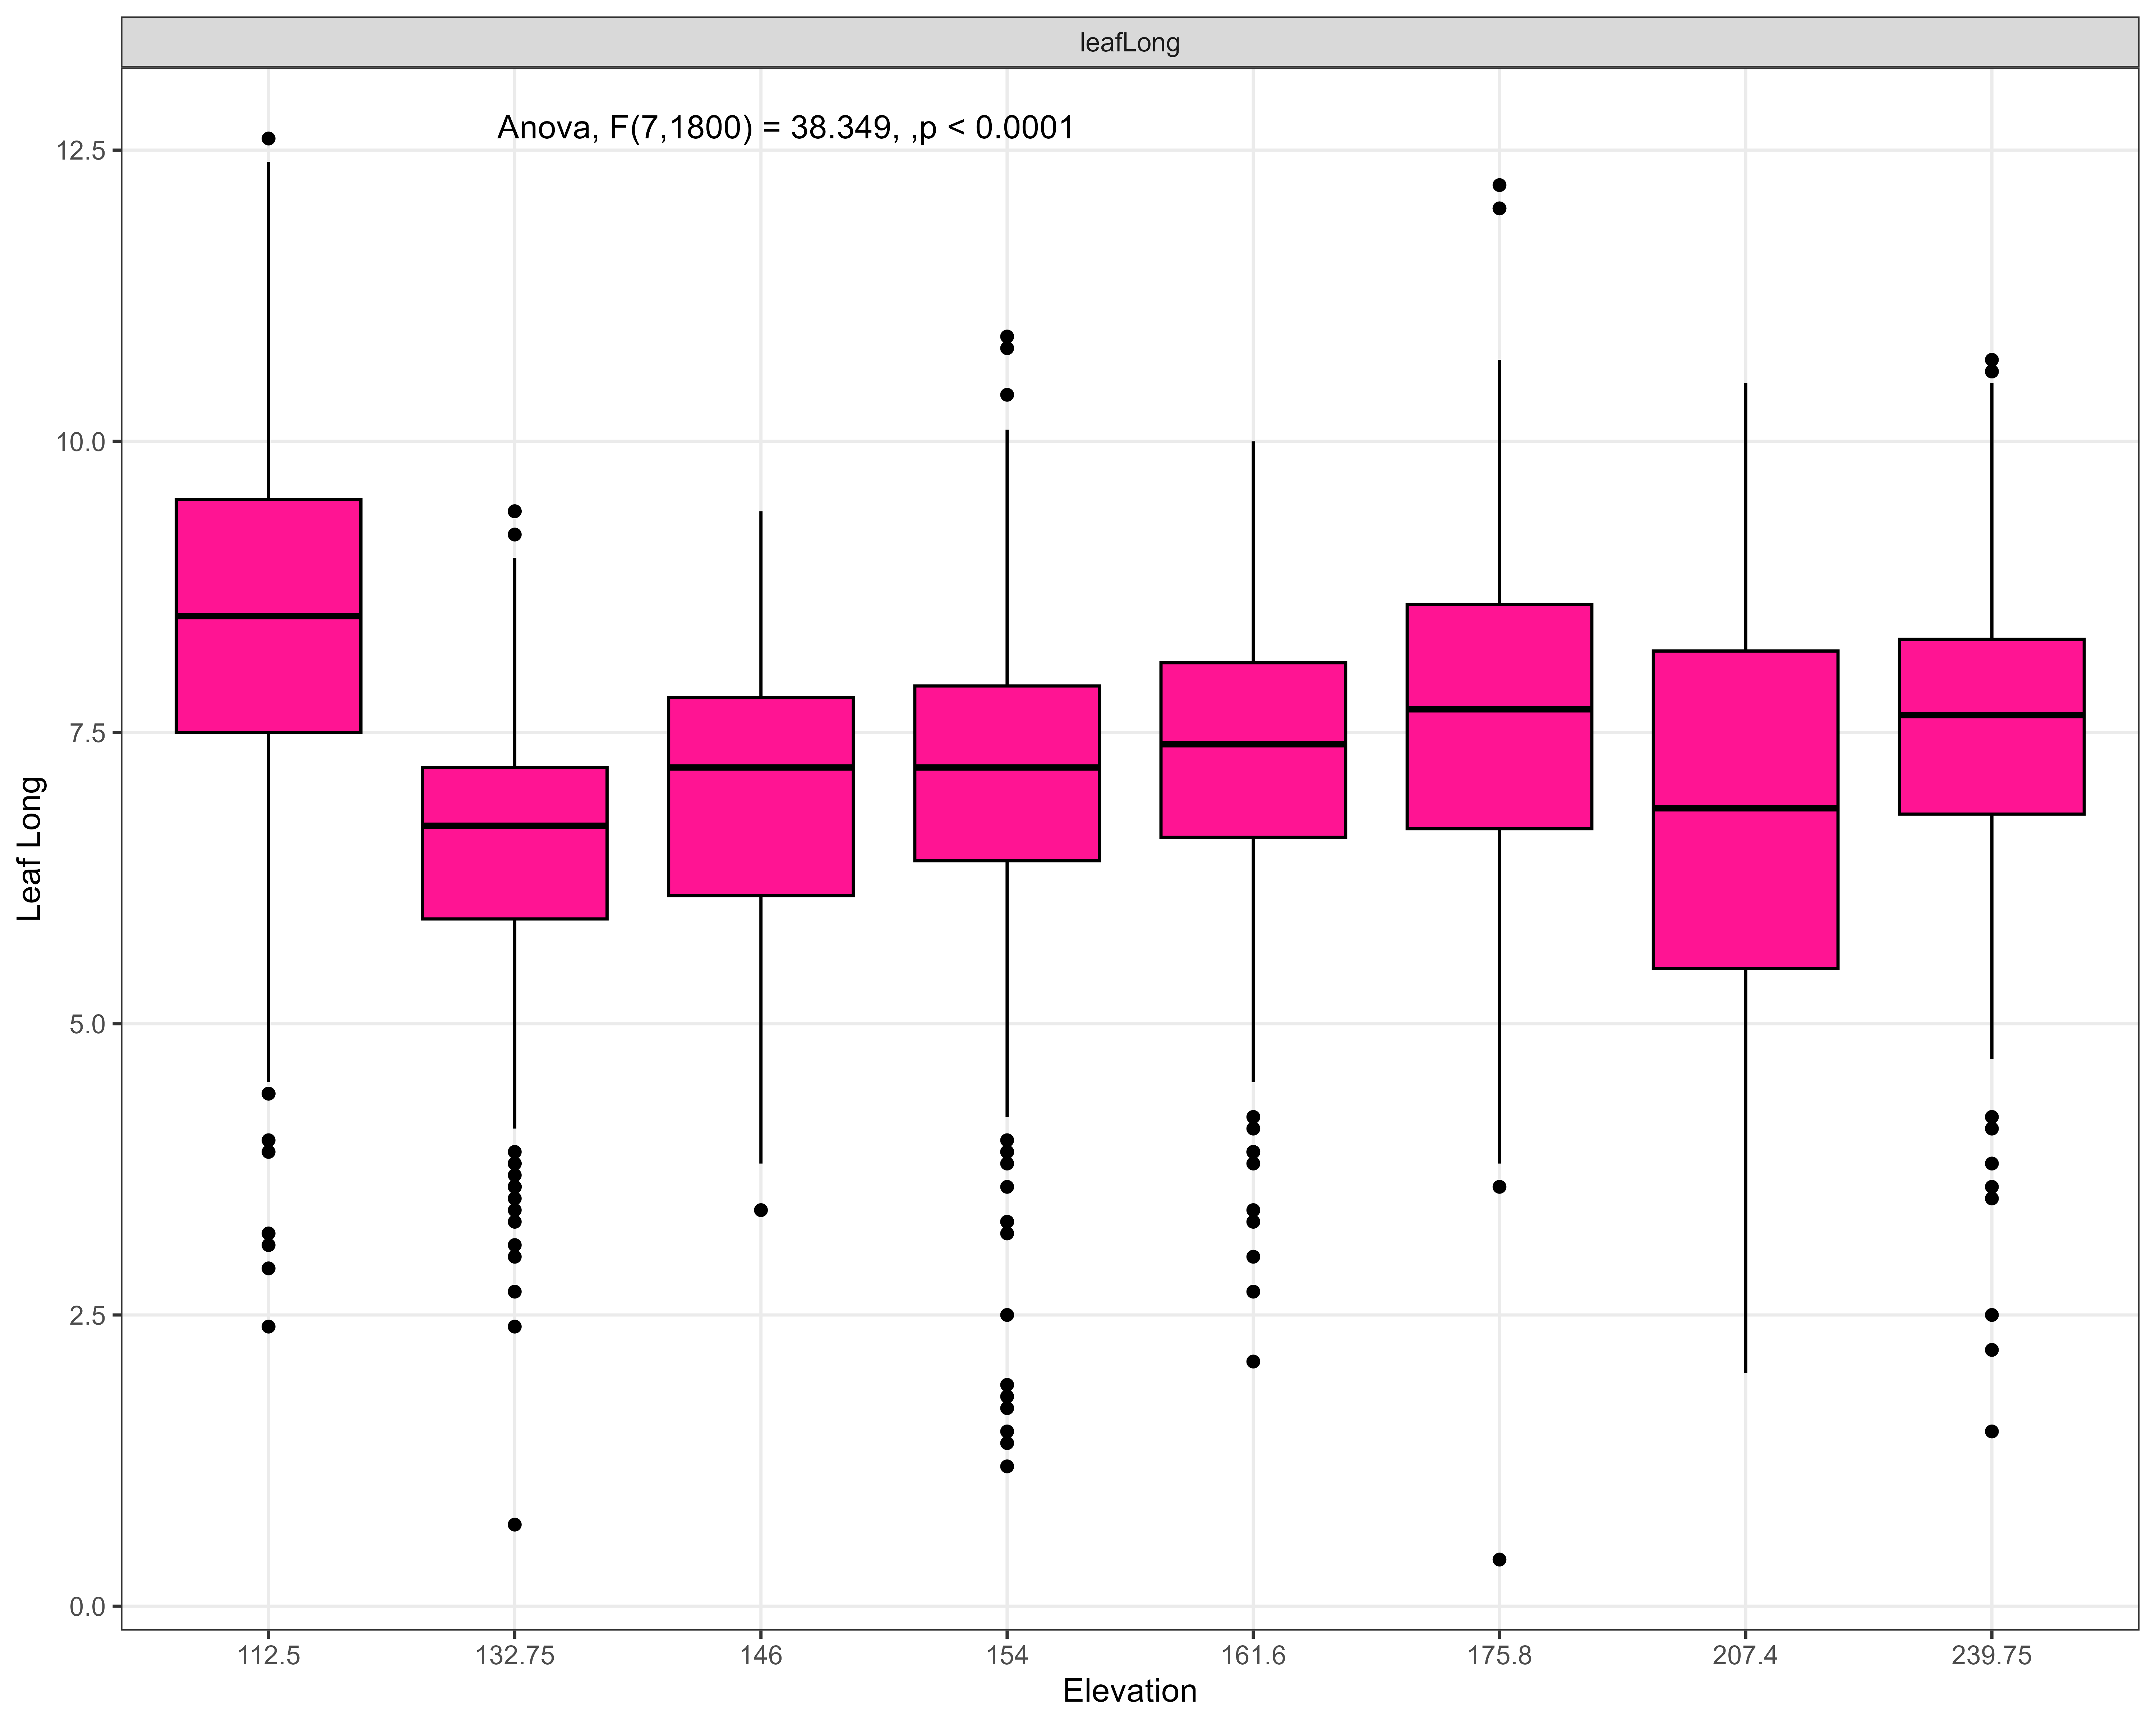 leafLong
Anova, F(7,1800) = 38.349, ,p < 0.0001
12.5
10.0
7.5
5.0
2.5
0.0
Leaf Long
112.5 132.75 146 154 161.6 175.8 207.4 239.75
Elevation